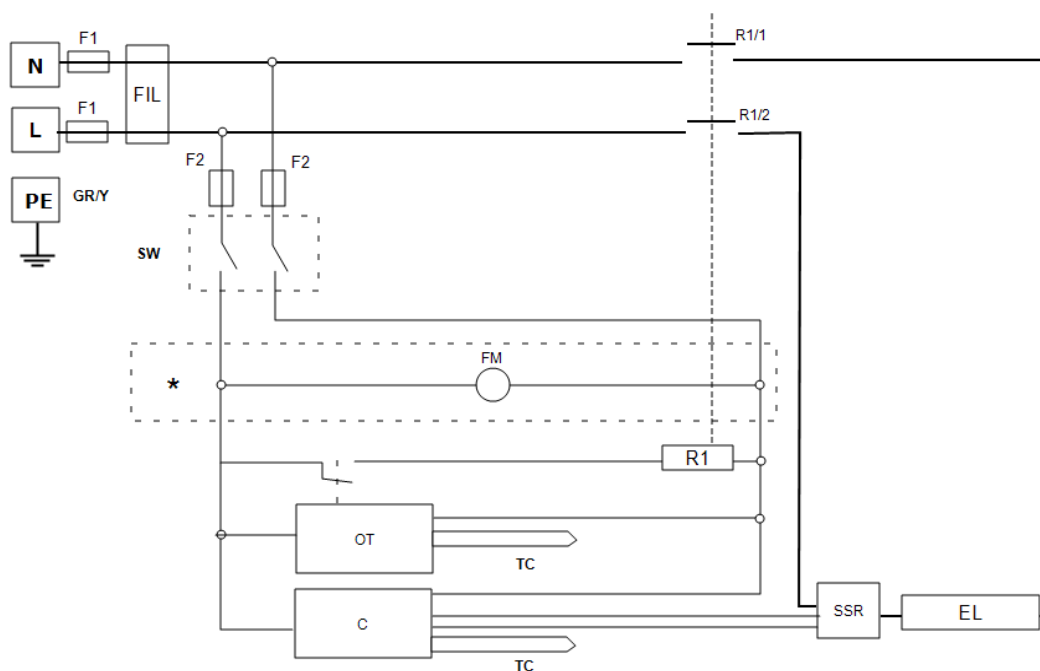 F1
N
FIL
R1/1
F1
L
R1/2
F2
F2
PE
GR/Y
SW
FM
*
R1
OT
TC
C
SSR
EL
TC